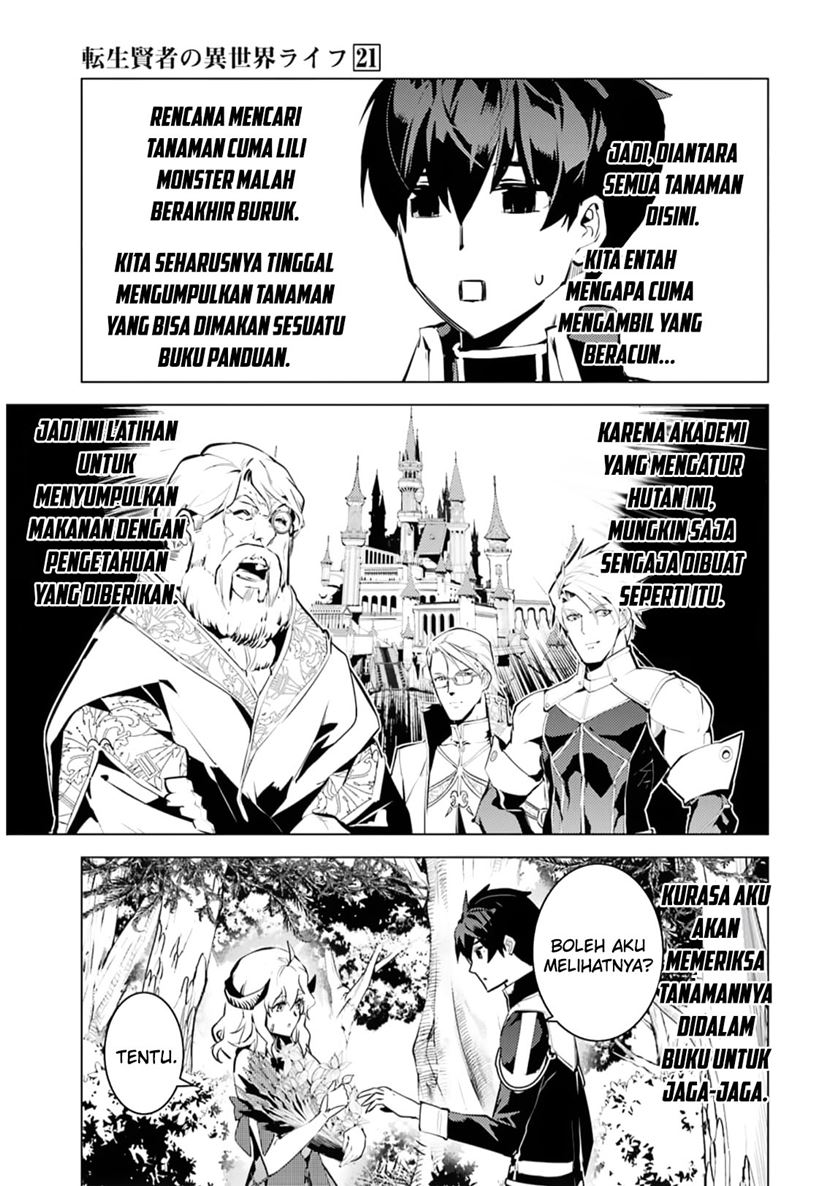 転生賢者の異世界ライフ21
JADI, DIANTARA
SEMUA TANAMAN
DISINI.
KITA ENTAH
MENGAPA CUMA
MENGAMBIL YANG
BERACUN...
RENCANA MENCARI
TANAMAN CUMA LILI
MONSTER MALAH
BERAKHIR BURUK.
KITA SEHARUSNYA TINGGAL
MENGUMPULKAN TANAMAN
YANG BISA DIMAKAN SESUATU
BUKU PANDUAN.
KARENA AKADEMI
YANG MENGATUR
HUTAN INI,
MUNGKIN SAJA
SENGAJA DIBUAT
SEPERTI ITU.
JADI INI LATIHAN
UNTUK
MENYUMPULKAN
MAKANAN DENGAN
PENGETAHUAN
YANG DIBERIKAN.
KURASA AKU
AKAN
MEMERIKSA
TANAMANNYA
DIDALAM
BUKU UNTUK
JAGA-JAGA.
BOLEH AKU
MELIHATNYA?
TENTU.